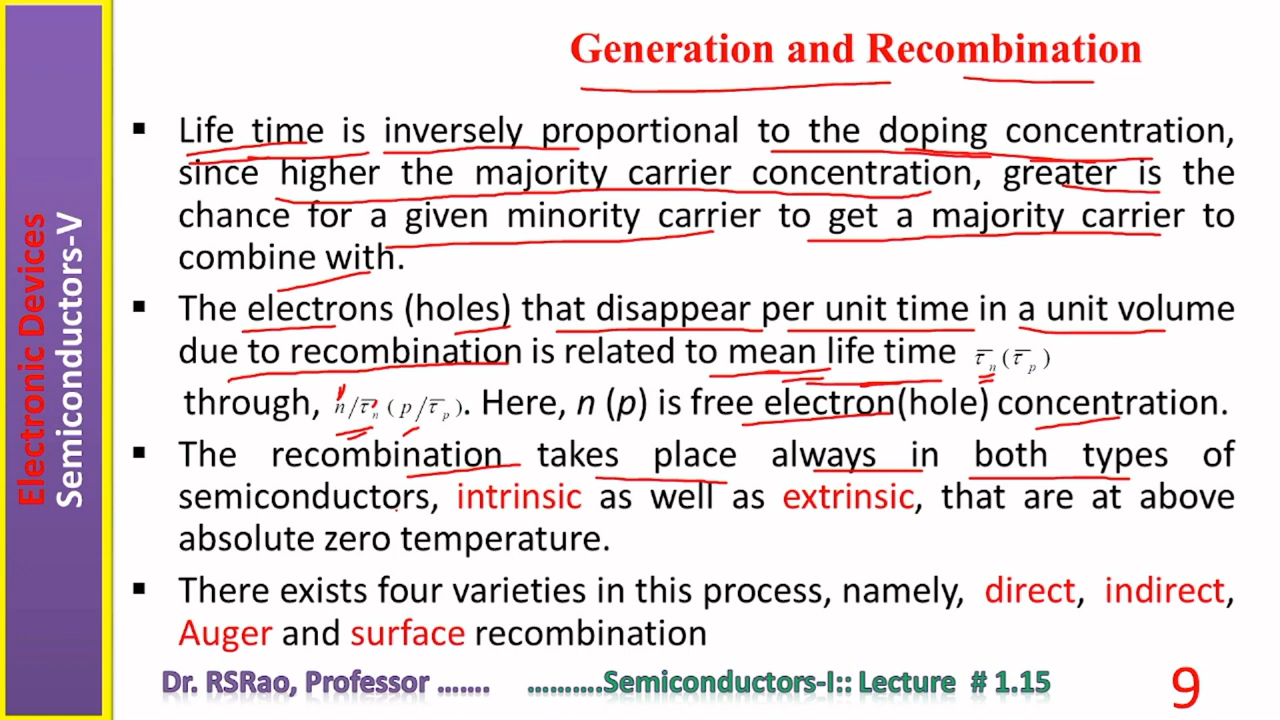 Generation and Recombination
▪ Life time is inversely proportional to the doping concentration,
since higher the majority carrier concentration, greater is the
chance for a given minority carrier to get a majority carrier to
combine with.
▪ The electrons (holes) that disappear per unit time in a unit volume
due to recombination is related to mean life time τ̅n(τ̅p)
through, n/τ̅n(p/τ̅p). Here, n (p) is free electron(hole) concentration.
▪ The recombination takes place always in both types of
semiconductors, intrinsic as well as extrinsic, that are at above
absolute zero temperature.
▪ There exists four varieties in this process, namely, direct, indirect,
Auger and surface recombination
Electronic Devices
Semiconductors-V
Dr. RSRao, Professor ……. ……….Semiconductors-I:: Lecture # 1.15
9